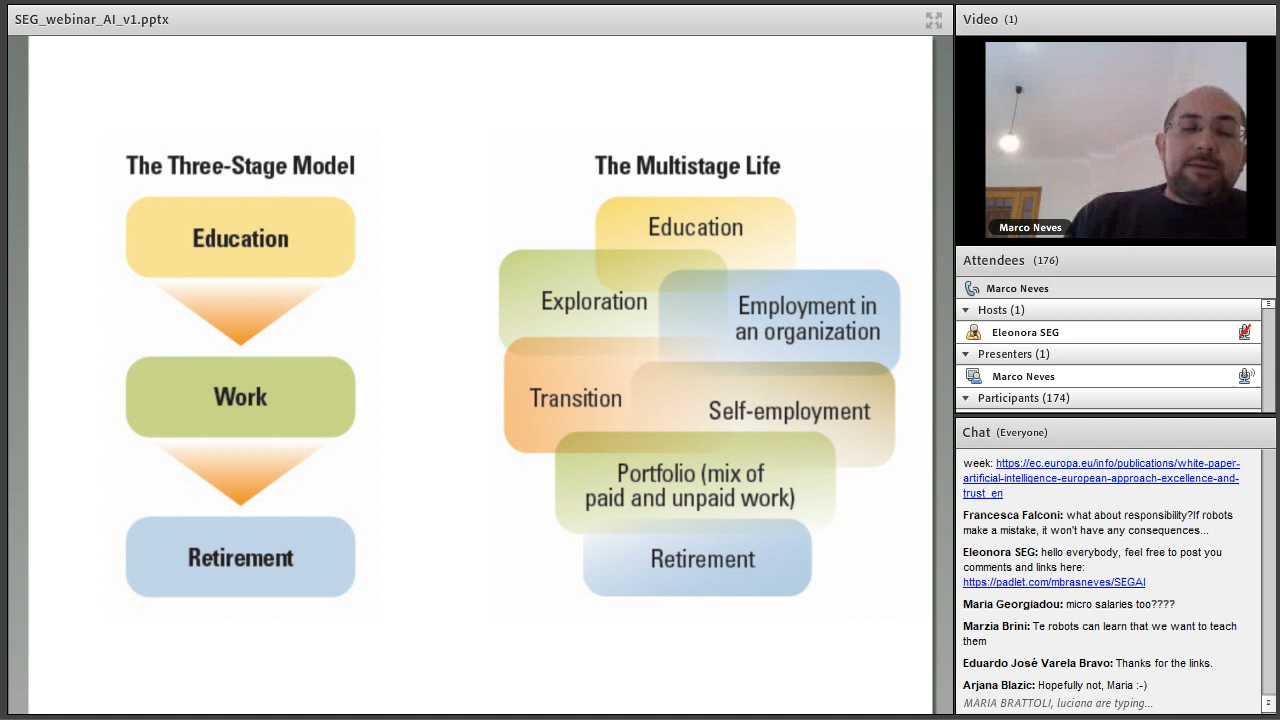 SEG_webinar_AI_v1.pptx
The Three-Stage Model
Education
Work
Retirement
The Multistage Life
Education
Exploration
Employment in
an organization
Transition
Self-employment
Portfolio (mix of
paid and unpaid work)
Retirement
Video (1)
Marco Neves
Attendees (176)
Marco Neves
Hosts (1)
Eleonora SEG
Presenters (1)
Marco Neves
Participants (174)
Chat (Everyone)
week: https://ec.europa.eu/info/publications/white-paper-
artificial-intelligence-european-approach-excellence-and-
trust_en
Francesca Falconi: what about responsibility?If robots
make a mistake, it won't have any consequences...
Eleonora SEG: hello everybody, feel free to post you
comments and links here:
https://padlet.com/mbrasneves/SEGAI
Maria Georgiadou: micro salaries too????
Marzia Brini: Te robots can learn that we want to teach
them
Eduardo José Varela Bravo: Thanks for the links.
Arjana Blazic: Hopefully not, Maria :-)
MARIA BRATTOLI, luciana are typing...